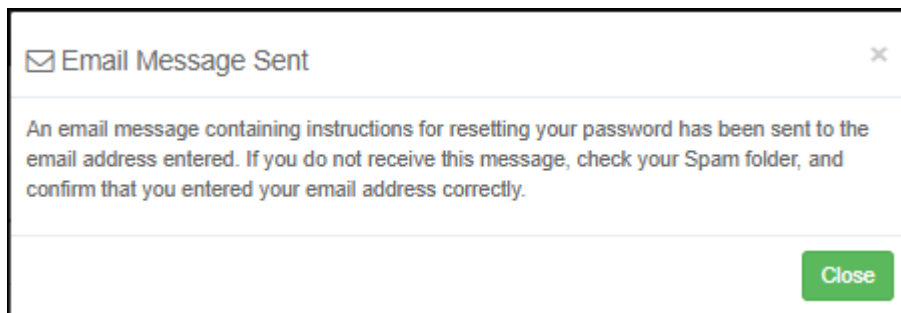 Email Message Sent
An email message containing instructions for resetting your password has been sent to the
email address entered. If you do not receive this message, check your Spam folder, and
confirm that you entered your email address correctly.
Close